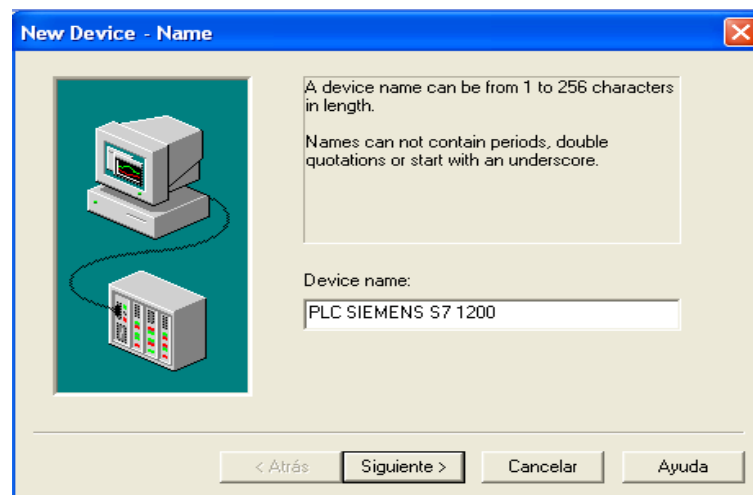 New Device - Name
A device name can be from 1 to 256 characters
in length.
Names can not contain periods, double
quotations or start with an underscore.
Device name:
PLC SIEMENS S7 1200
< Atrás
Siguiente >
Cancelar
Ayuda